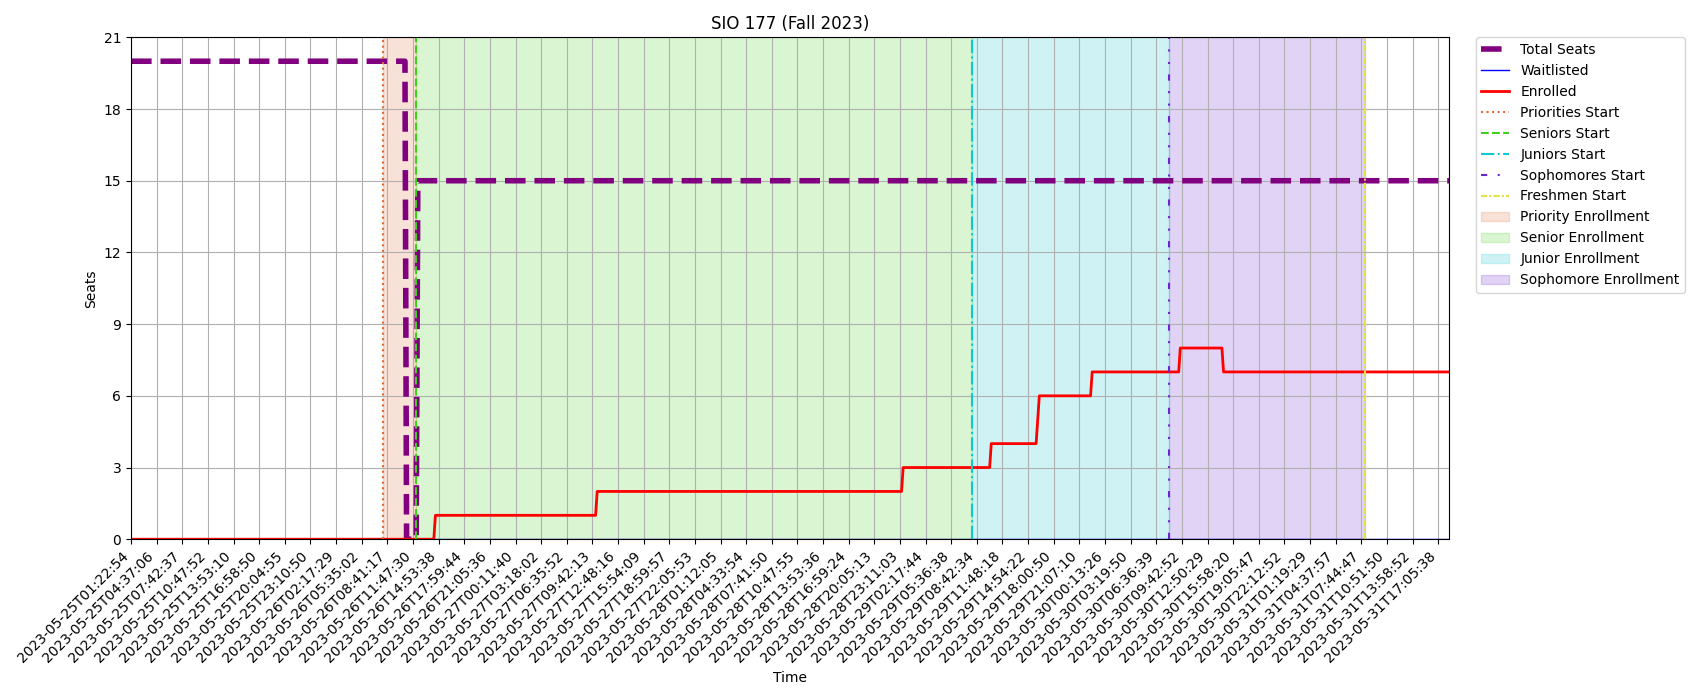 SIO 177 (Fall 2023)
21
18
15
12
9
6
3
0
Seats
2023-05-25T01:22:54
2023-05-25T04:37:06
2023-05-25T07:42:37
2023-05-25T10:47:52
2023-05-25T13:53:10
2023-05-25T16:58:50
2023-05-25T20:04:55
2023-05-25T23:10:50
2023-05-26T02:17:29
2023-05-26T05:35:02
2023-05-26T08:41:17
2023-05-26T11:47:30
2023-05-26T14:53:38
2023-05-26T17:59:44
2023-05-26T21:05:36
2023-05-27T00:11:40
2023-05-27T03:18:02
2023-05-27T06:35:52
2023-05-27T09:42:13
2023-05-27T12:48:16
2023-05-27T15:54:09
2023-05-27T18:59:57
2023-05-27T22:05:53
2023-05-28T01:12:05
2023-05-28T04:33:54
2023-05-28T07:41:50
2023-05-28T10:47:55
2023-05-28T13:53:36
2023-05-28T16:59:24
2023-05-28T20:05:13
2023-05-28T23:11:03
2023-05-29T02:17:44
2023-05-29T05:36:38
2023-05-29T08:42:34
2023-05-29T11:48:18
2023-05-29T14:54:22
2023-05-29T18:00:50
2023-05-29T21:07:10
2023-05-30T00:13:26
2023-05-30T03:19:50
2023-05-30T06:36:39
2023-05-30T09:42:52
2023-05-30T12:50:29
2023-05-30T15:58:20
2023-05-30T19:05:47
2023-05-30T22:12:52
2023-05-31T01:19:29
2023-05-31T04:37:57
2023-05-31T07:44:47
2023-05-31T10:51:50
2023-05-31T13:58:52
2023-05-31T17:05:38
Time
Total Seats
Waitlisted
Enrolled
Priorities Start
Seniors Start
Juniors Start
Sophomores Start
Freshmen Start
Priority Enrollment
Senior Enrollment
Junior Enrollment
Sophomore Enrollment